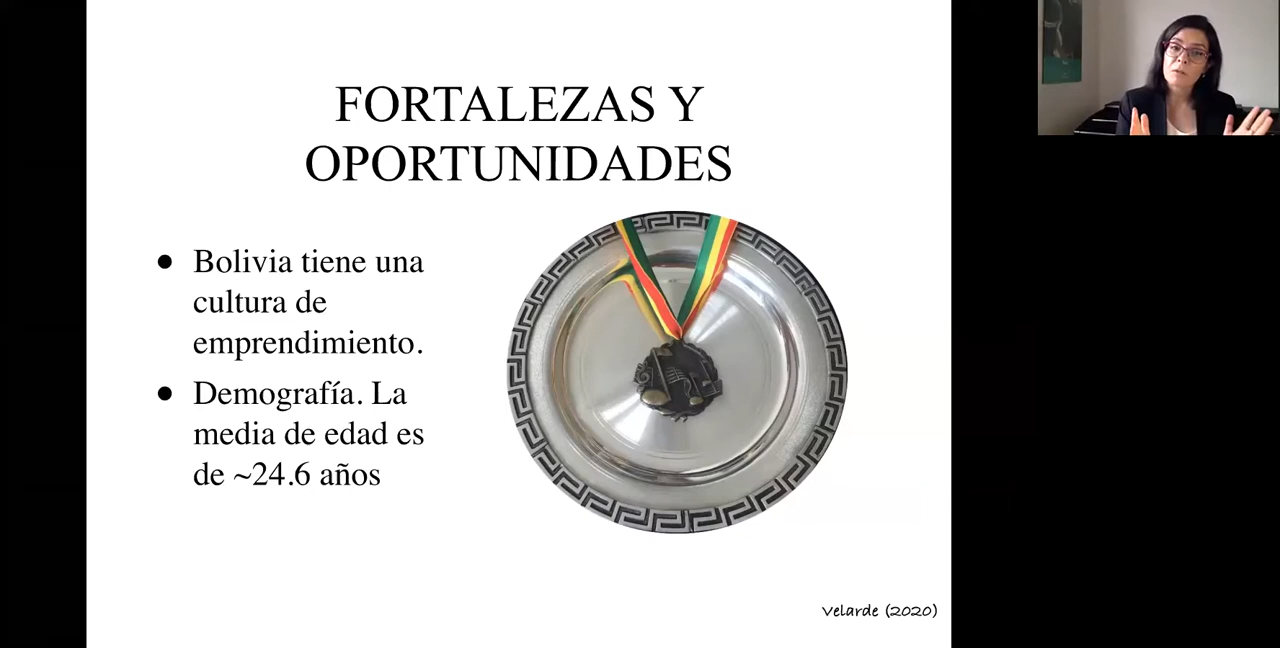 FORTALEZAS Y
OPORTUNIDADES
● Bolivia tiene una
cultura de
emprendimiento.
● Demografía. La
media de edad es
de ~24.6 años
Velarde (2020)